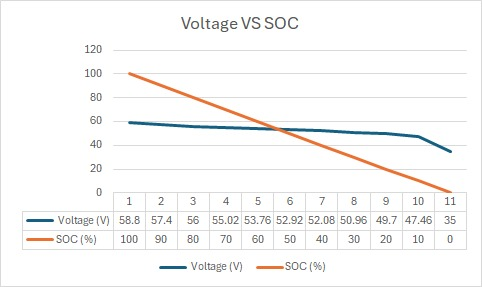 Voltage VS SOC
120
100
80
60
40
20
0
1 2 3 4 5 6 7 8 9 10 11
Voltage (V) 58.8 57.4 56 55.02 53.76 52.92 52.08 50.96 49.7 47.46 35
SOC (%) 100 90 80 70 60 50 40 30 20 10 0
Voltage (V) SOC (%)